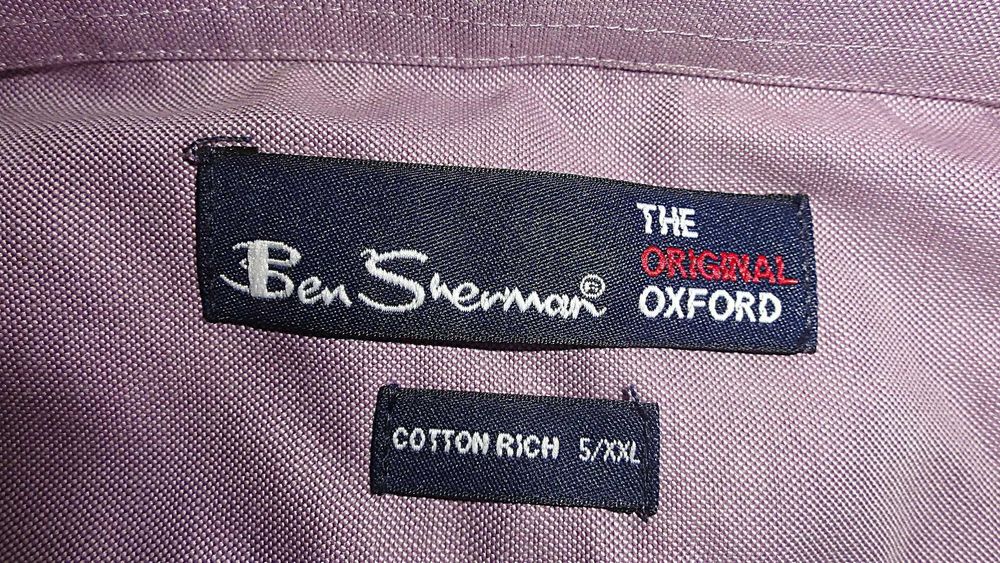 Ben Sherman®
THE
ORIGINAL
OXFORD
COTTON RICH 5/XXL